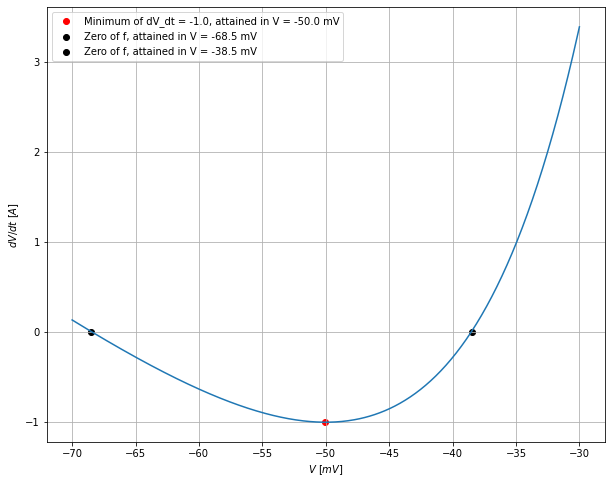 Minimum of dV_dt = -1.0, attained in V = -50.0 mV
Zero of f, attained in V = -68.5 mV
Zero of f, attained in V = -38.5 mV
3
2
1
0
−1
dV/dt [A]
−70 −65 −60 −55 −50 −45 −40 −35 −30
V [mV]